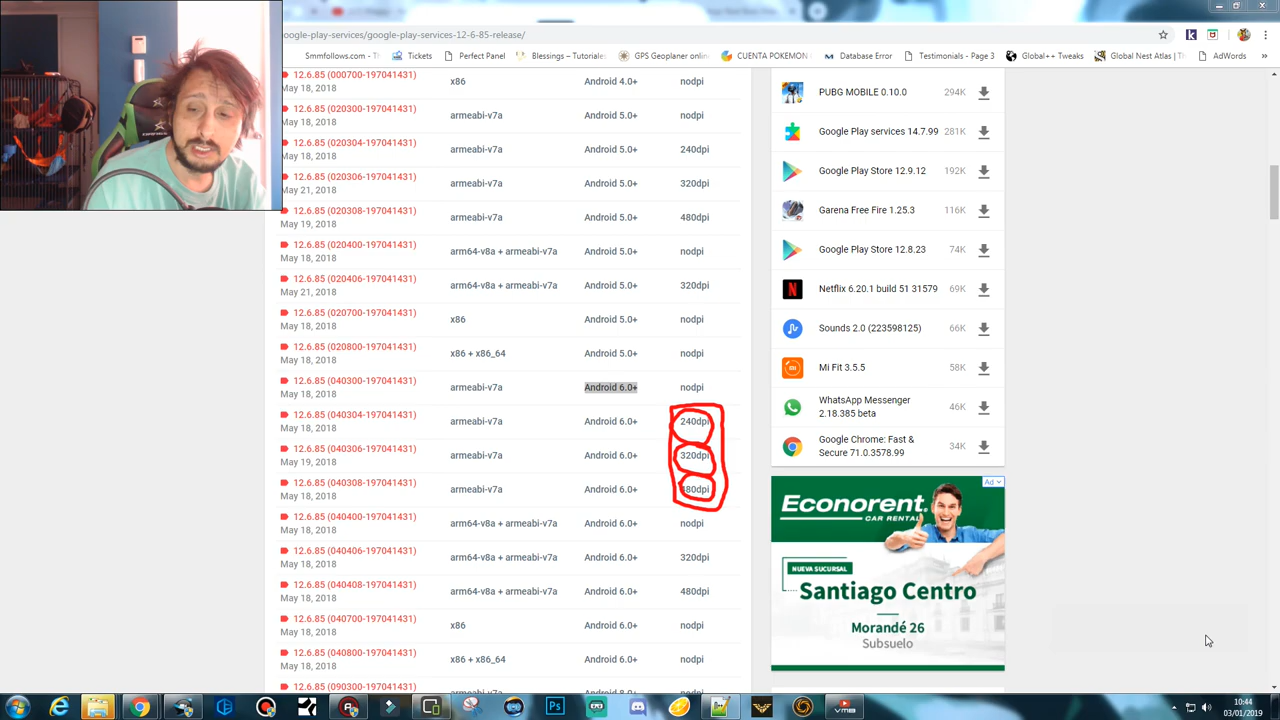 oogle-play-services/google-play-services-12-6-85-release/
Smmfollows.com - Th
Tickets
Perfect Panel
Blessings – Tutoriales
GPS Geoplaner online
CUENTA POKEMON
Database Error
Testimonials - Page 3
Global++ Tweaks
Global Nest Atlas | Th
AdWords
12.6.85 (000700-197041431) x86 Android 4.0+ nodpi
May 18, 2018
12.6.85 (020300-197041431) armeabi-v7a Android 5.0+ nodpi
May 18, 2018
12.6.85 (020304-197041431) armeabi-v7a Android 5.0+ 240dpi
May 18, 2018
12.6.85 (020306-197041431) armeabi-v7a Android 5.0+ 320dpi
May 21, 2018
12.6.85 (020308-197041431) armeabi-v7a Android 5.0+ 480dpi
May 19, 2018
12.6.85 (020400-197041431) arm64-v8a + armeabi-v7a Android 5.0+ nodpi
May 18, 2018
12.6.85 (020406-197041431) arm64-v8a + armeabi-v7a Android 5.0+ 320dpi
May 21, 2018
12.6.85 (020700-197041431) x86 Android 5.0+ nodpi
May 18, 2018
12.6.85 (020800-197041431) x86 + x86_64 Android 5.0+ nodpi
May 18, 2018
12.6.85 (040300-197041431) armeabi-v7a Android 6.0+ nodpi
May 18, 2018
12.6.85 (040304-197041431) armeabi-v7a Android 6.0+ 240dpi
May 18, 2018
12.6.85 (040306-197041431) armeabi-v7a Android 6.0+ 320dpi
May 19, 2018
12.6.85 (040308-197041431) armeabi-v7a Android 6.0+ 480dpi
May 18, 2018
12.6.85 (040400-197041431) arm64-v8a + armeabi-v7a Android 6.0+ nodpi
May 18, 2018
12.6.85 (040406-197041431) arm64-v8a + armeabi-v7a Android 6.0+ 320dpi
May 18, 2018
12.6.85 (040408-197041431) arm64-v8a + armeabi-v7a Android 6.0+ 480dpi
May 18, 2018
12.6.85 (040700-197041431) x86 Android 6.0+ nodpi
May 18, 2018
12.6.85 (040800-197041431) x86 + x86_64 Android 6.0+ nodpi
May 18, 2018
12.6.85 (090300-197041431) armeabi-v7a Android 8.0+ nodpi
PUBG MOBILE 0.10.0 294K
Google Play services 14.7.99 281K
Google Play Store 12.9.12 192K
Garena Free Fire 1.25.3 116K
Google Play Store 12.8.23 74K
Netflix 6.20.1 build 51 31579 69K
Sounds 2.0 (223598125) 66K
Mi Fit 3.5.5 58K
WhatsApp Messenger
2.18.385 beta 46K
Google Chrome: Fast &
Secure 71.0.3578.99 34K
Ad
Econorent.
CAR RENTAL
NUEVA SUCURSAL
Santiago Centro
Morandé 26
Subsuelo
10:44
03/01/2019